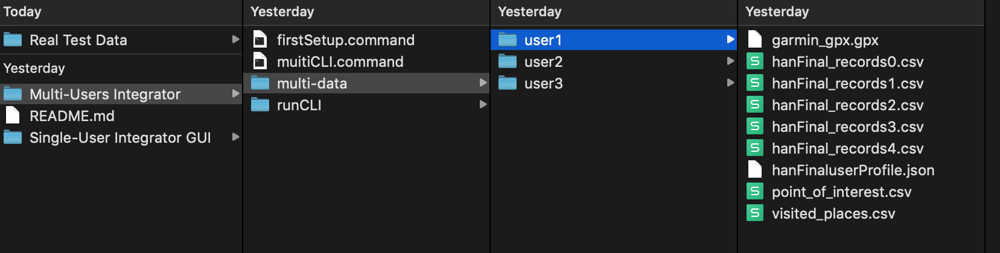 Today
Real Test Data
Yesterday
Multi-Users Integrator
README.md
Single-User Integrator GUI
Yesterday
firstSetup.command
muitiCLI.command
multi-data
runCLI
Yesterday
user1
user2
user3
Yesterday
garmin_gpx.gpx
hanFinal_records0.csv
hanFinal_records1.csv
hanFinal_records2.csv
hanFinal_records3.csv
hanFinal_records4.csv
hanFinaluserProfile.json
point_of_interest.csv
visited_places.csv